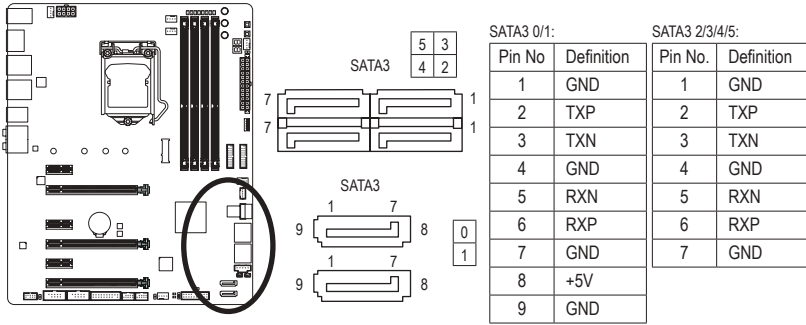 SATA3
5 3
4 2
7 1
7 1
SATA3
1 7
9 8
0
1
1 7
9 8
SATA3 0/1:
Pin No Definition
1 GND
2 TXP
3 TXN
4 GND
5 RXN
6 RXP
7 GND
8 +5V
9 GND
SATA3 2/3/4/5:
Pin No. Definition
1 GND
2 TXP
3 TXN
4 GND
5 RXN
6 RXP
7 GND